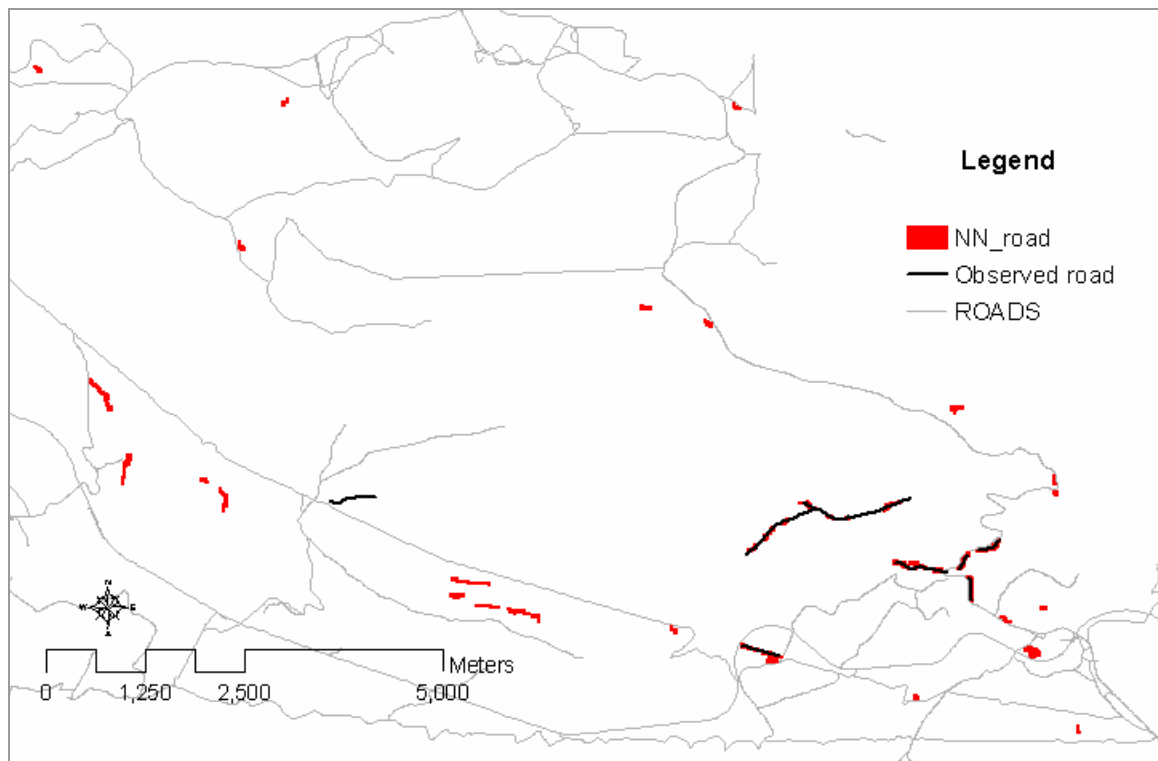 Legend
NN_road
Observed road
ROADS
N
W E
S
Meters
0 1,250 2,500 5,000